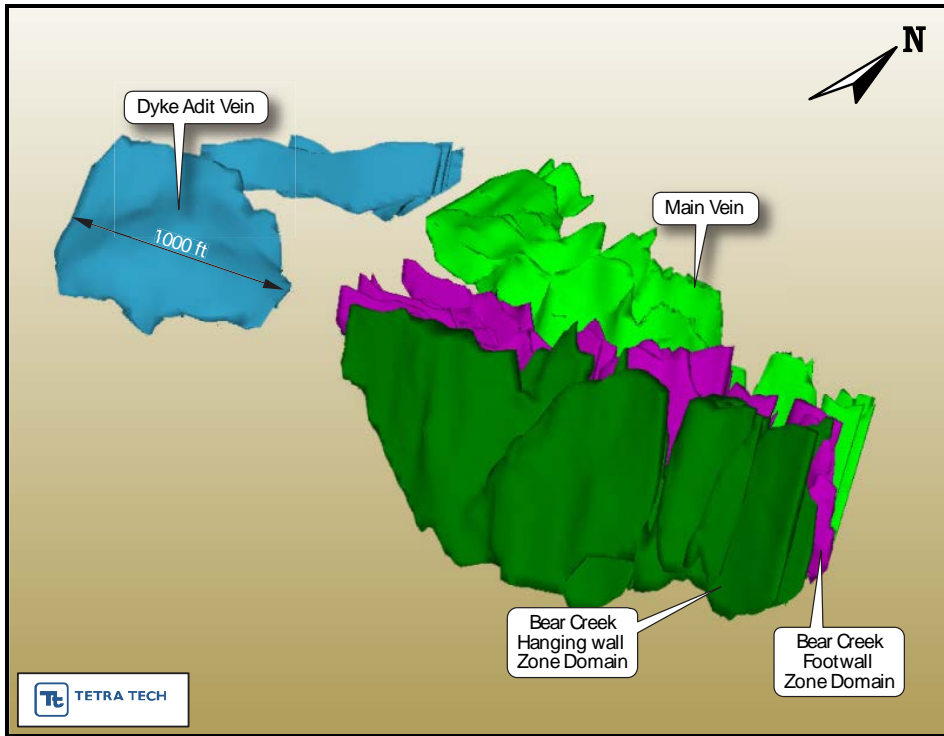 N
Dyke Adit Vein
Main Vein
1000 ft
Bear Creek
Hanging wall
Zone Domain
Bear Creek
Footwall
Zone Domain
Tt TETRA TECH